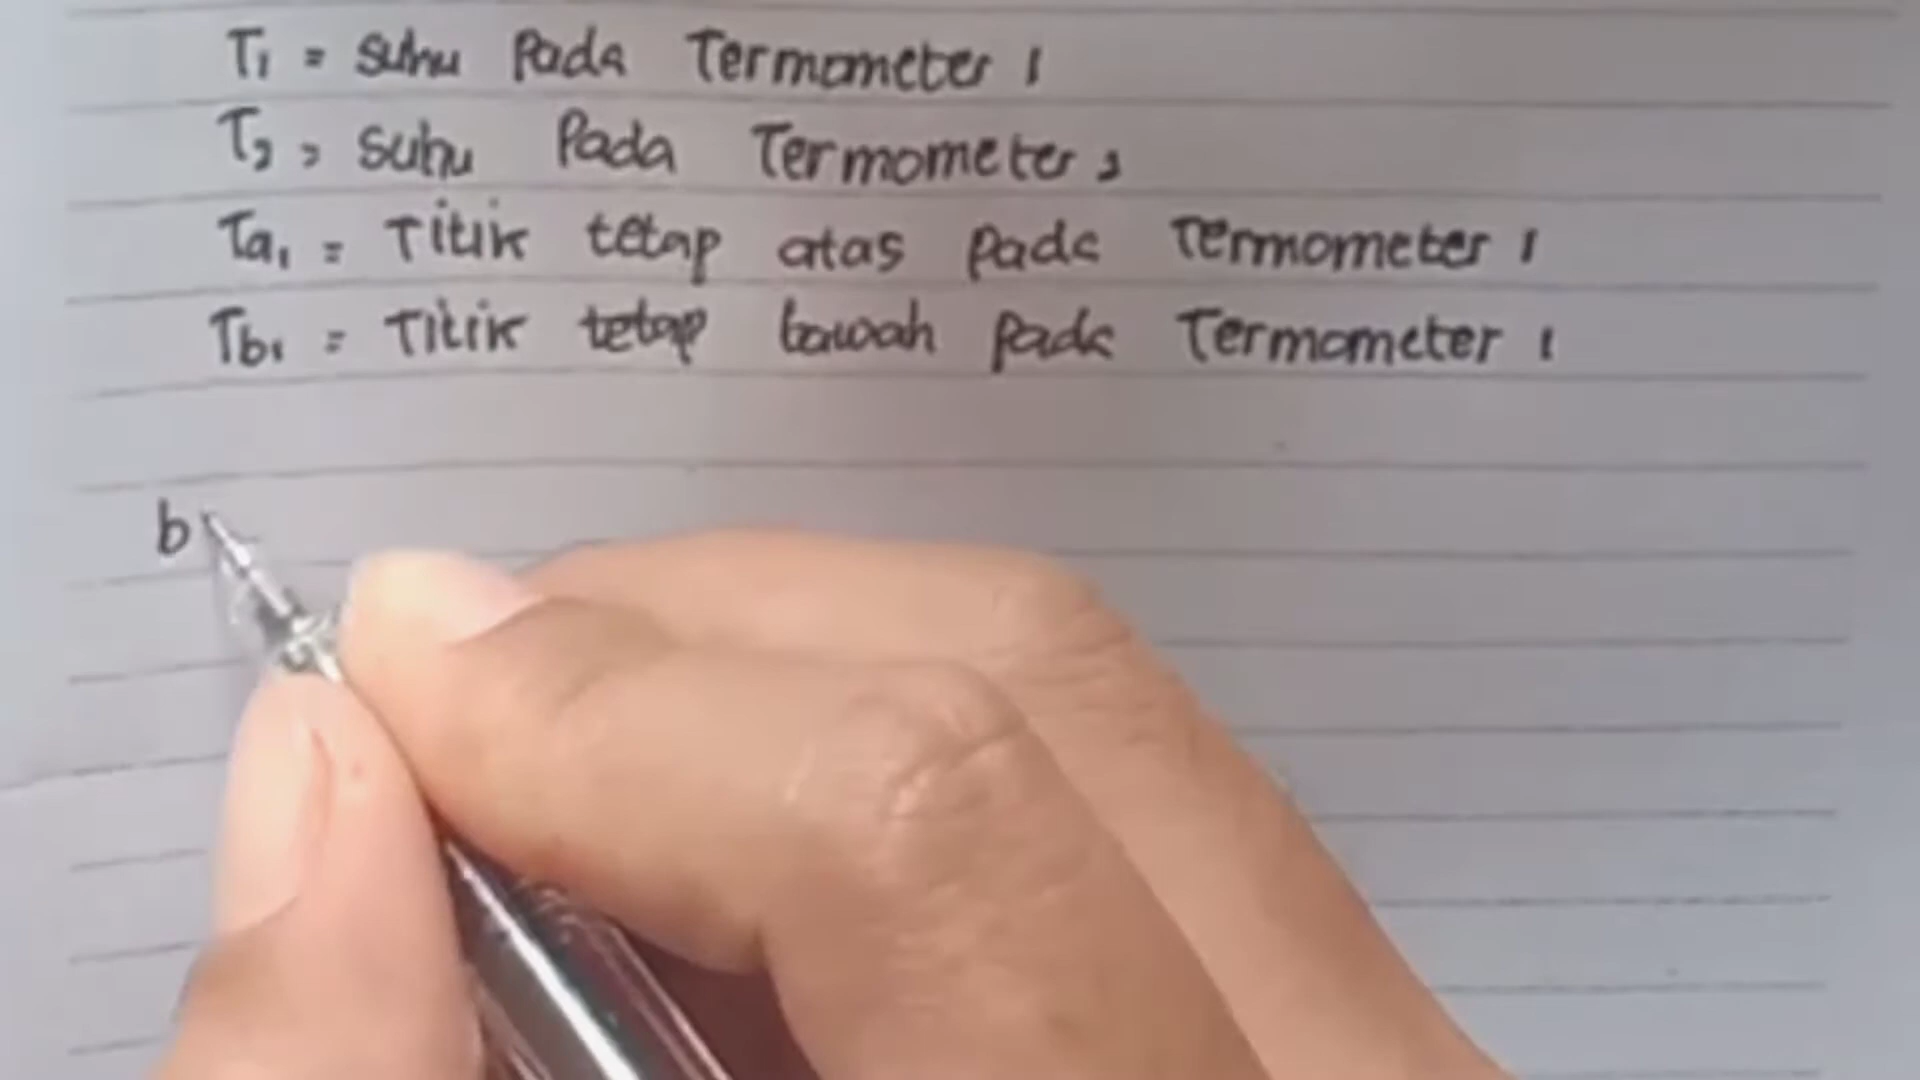 T₁ = suhu Pada Termometer 1
T₂ = suhu Pada Termometer 2
Ta₁ = Titik tetap atas pada Termometer 1
Tb₁ = Titik tetap bawah pada Termometer 1
b